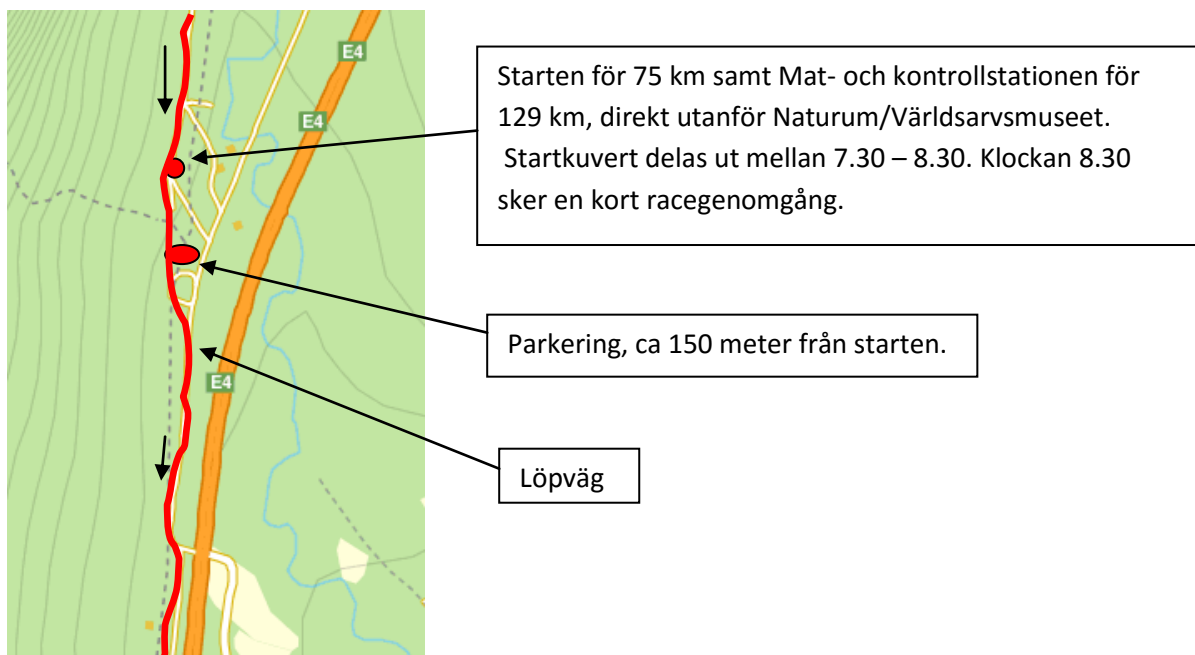 E4
Starten för 75 km samt Mat- och kontrollstationen för
129 km, direkt utanför Naturum/Världsarvsmuseet.
Startkuvert delas ut mellan 7.30 – 8.30. Klockan 8.30
sker en kort racegenomgång.
E4
Parkering, ca 150 meter från starten.
E4
Löpväg